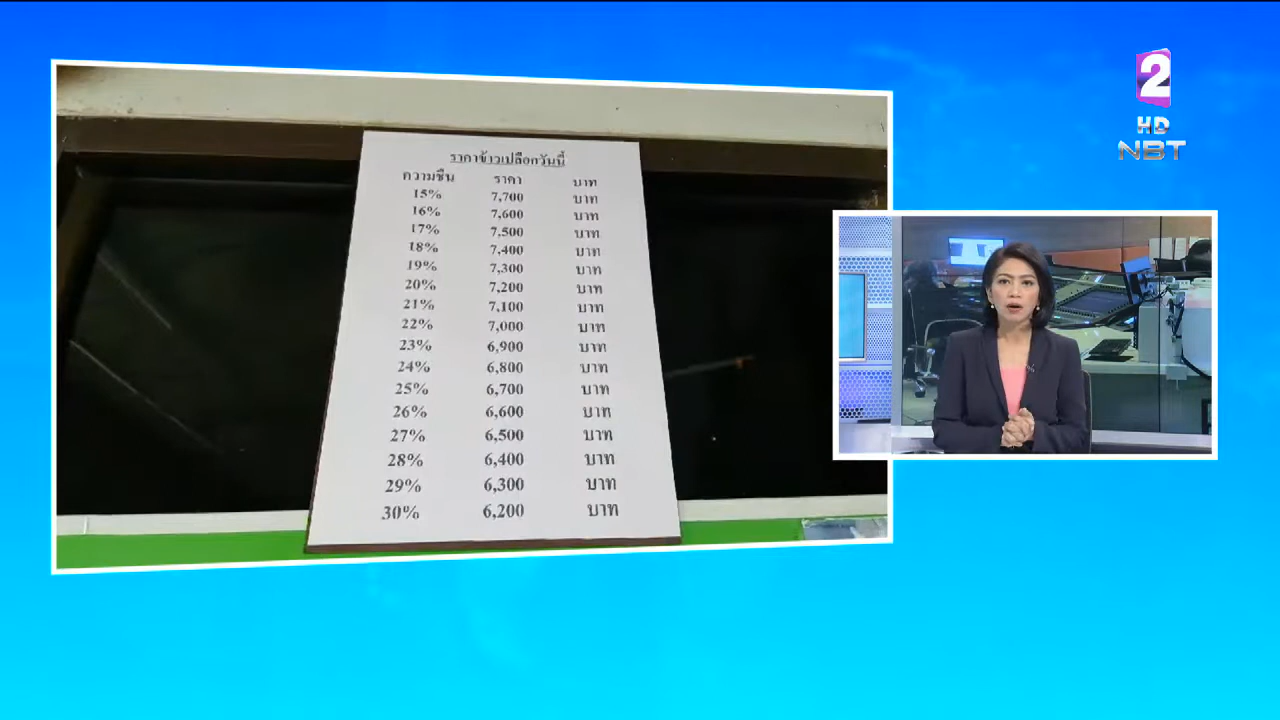 ราคาข้าวเปลือกวันนี้
ความชื้น ราคา บาท
15% 7,700 บาท
16% 7,600 บาท
17% 7,500 บาท
18% 7,400 บาท
19% 7,300 บาท
20% 7,200 บาท
21% 7,100 บาท
22% 7,000 บาท
23% 6,900 บาท
24% 6,800 บาท
25% 6,700 บาท
26% 6,600 บาท
27% 6,500 บาท
28% 6,400 บาท
29% 6,300 บาท
30% 6,200 บาท
2
HD
NBT